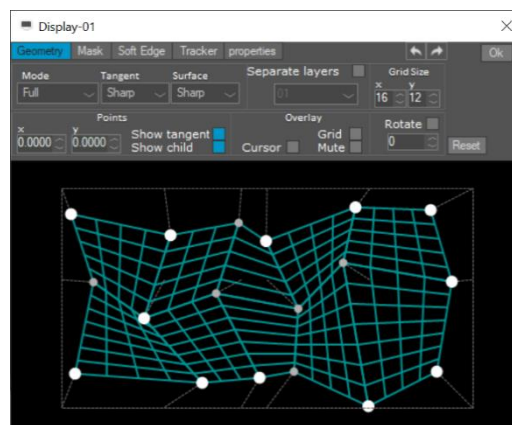 Display-01
Geometry Mask Soft Edge Tracker properties Ok
Mode Tangent Surface Separate layers Grid Size
x y
Full Sharp Sharp 01 16 12
Points Overlay Rotate
x y
0.0000 0.0000 Show tangent Grid 0
Show child Cursor Mute Reset